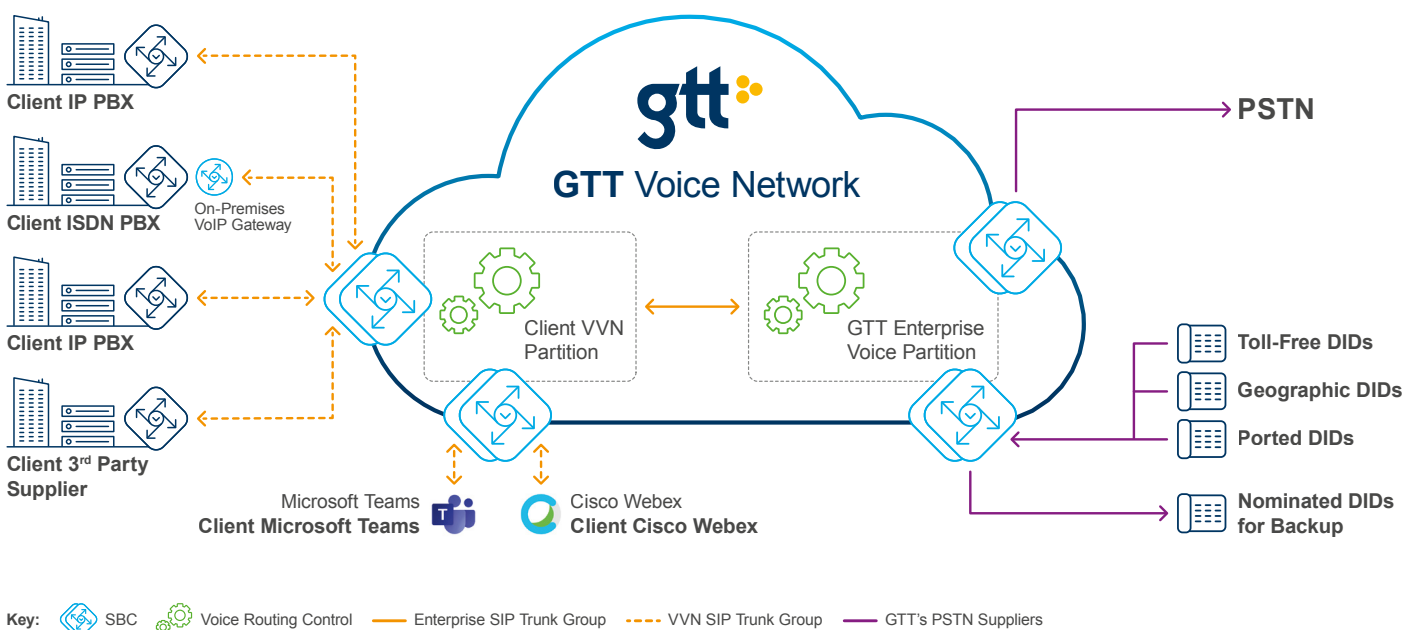 Client IP PBX
Client ISDN PBX
On-Premises
VoIP Gateway
Client IP PBX
Client 3rd Party
Supplier
gtt
GTT Voice Network
Client VVN
Partition
GTT Enterprise
Voice Partition
Microsoft Teams
Client Microsoft Teams
T
Cisco Webex
Client Cisco Webex
PSTN
Toll-Free DIDs
Geographic DIDs
Ported DIDs
Nominated DIDs
for Backup
Key: SBC Voice Routing Control Enterprise SIP Trunk Group VVN SIP Trunk Group GTT's PSTN Suppliers